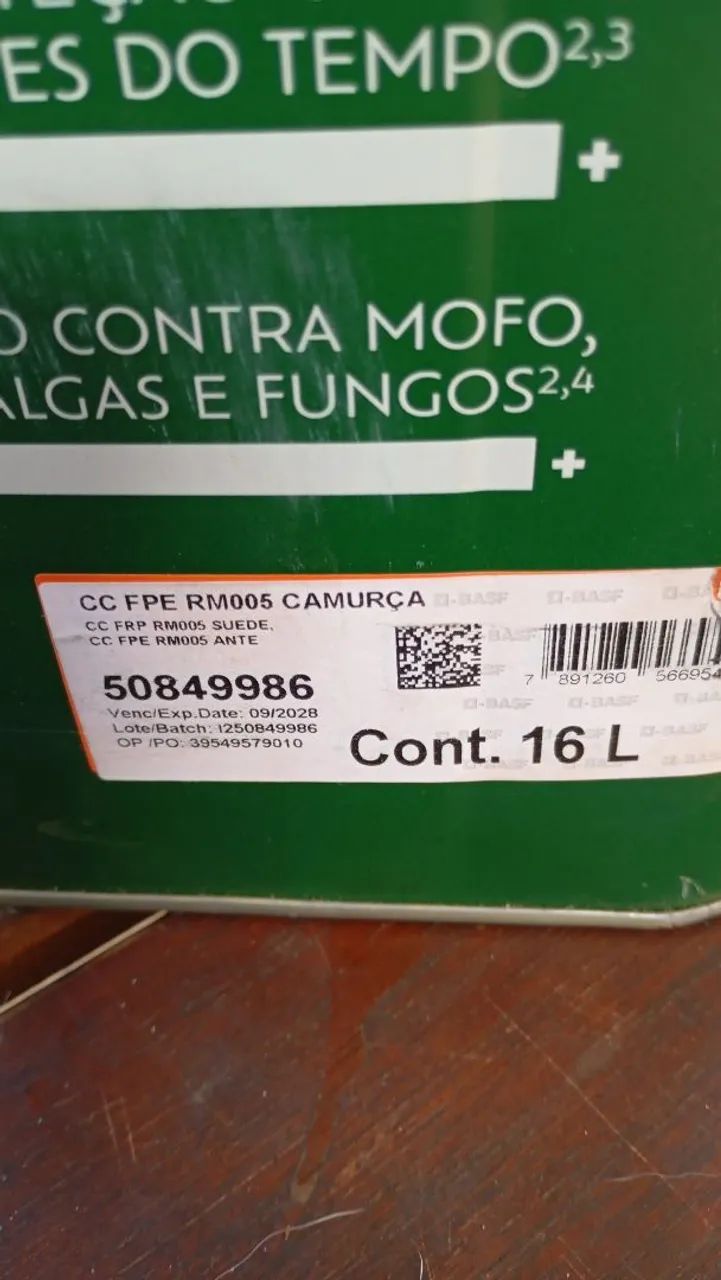 ES DO TEMPO2,3
+
O CONTRA MOFO,
ALGAS E FUNGOS2,4
+
CC FPE RM005 CAMURÇA
CC FRP RM005 SUEDE,
CC FPE RM005 ANTE
50849986
Venc/Exp.Date: 09/2028
Lote/Batch: I250849986
OP /PO: 39549579010
7 891260 566954
Cont. 16 L
BASF